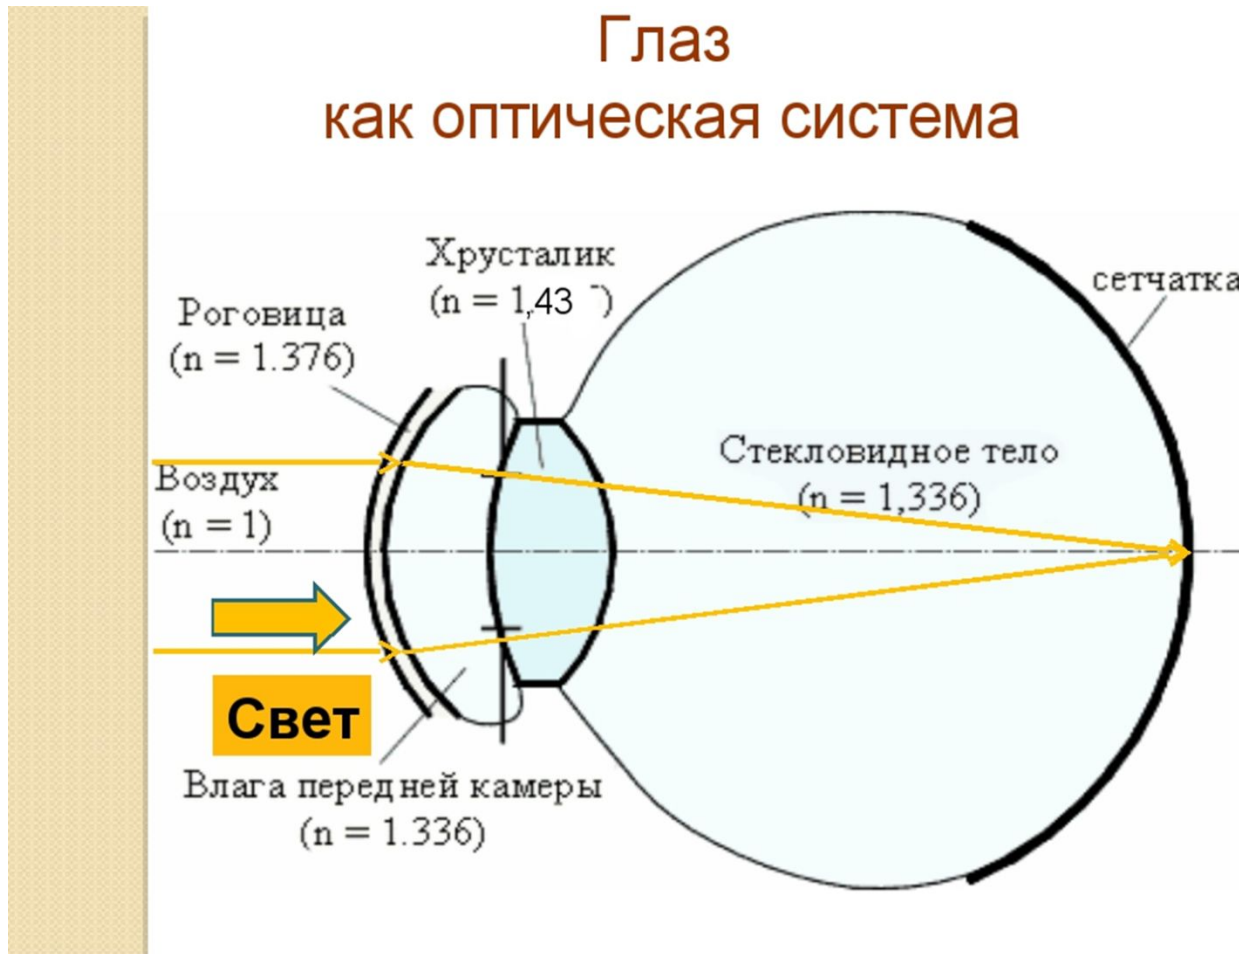 Глаз
как оптическая система
Хрусталик
(n = 1,43 )
сетчатка
Роговица
(n = 1.376)
Стекловидное тело
(n = 1,336)
Воздух
(n = 1)
Свет
Влага передней камеры
(n = 1.336)